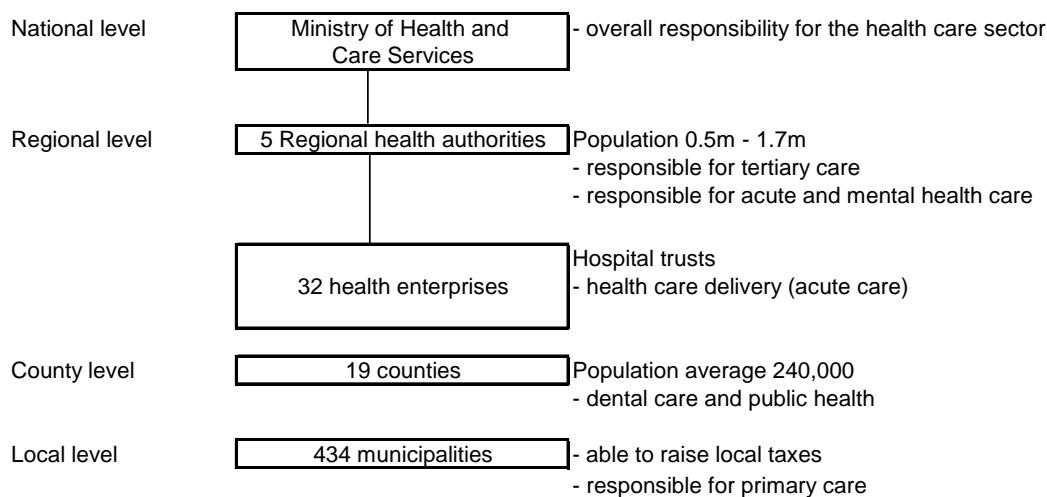 National level
Ministry of Health and
Care Services
- overall responsibility for the health care sector
Regional level
5 Regional health authorities
Population 0.5m - 1.7m
- responsible for tertiary care
- responsible for acute and mental health care
32 health enterprises
Hospital trusts
- health care delivery (acute care)
County level
19 counties
Population average 240,000
- dental care and public health
Local level
434 municipalities
- able to raise local taxes
- responsible for primary care